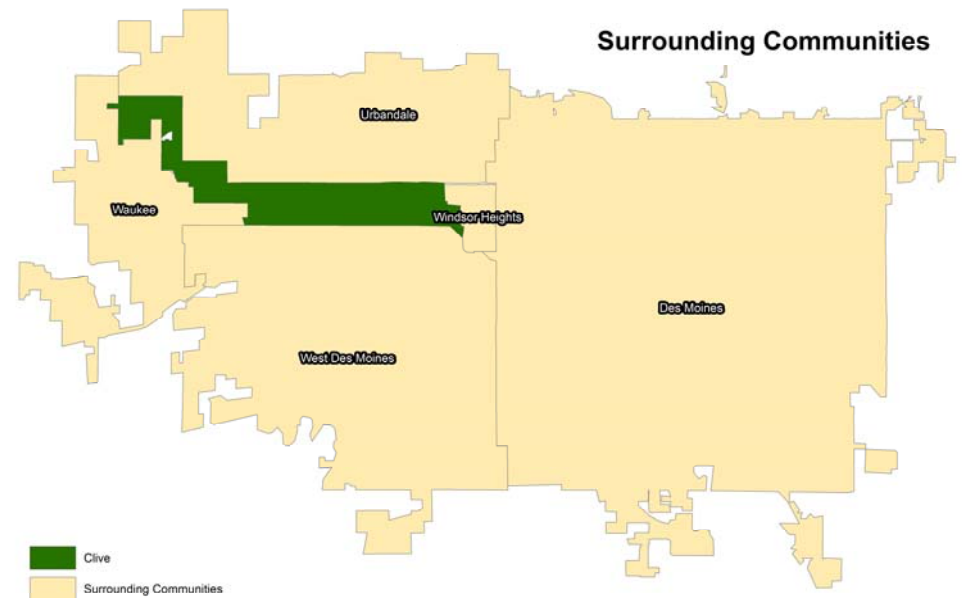 Surrounding Communities
Urbandale
Waukee
Windsor Heights
Des Moines
West Des Moines
Clive
Surrounding Communities